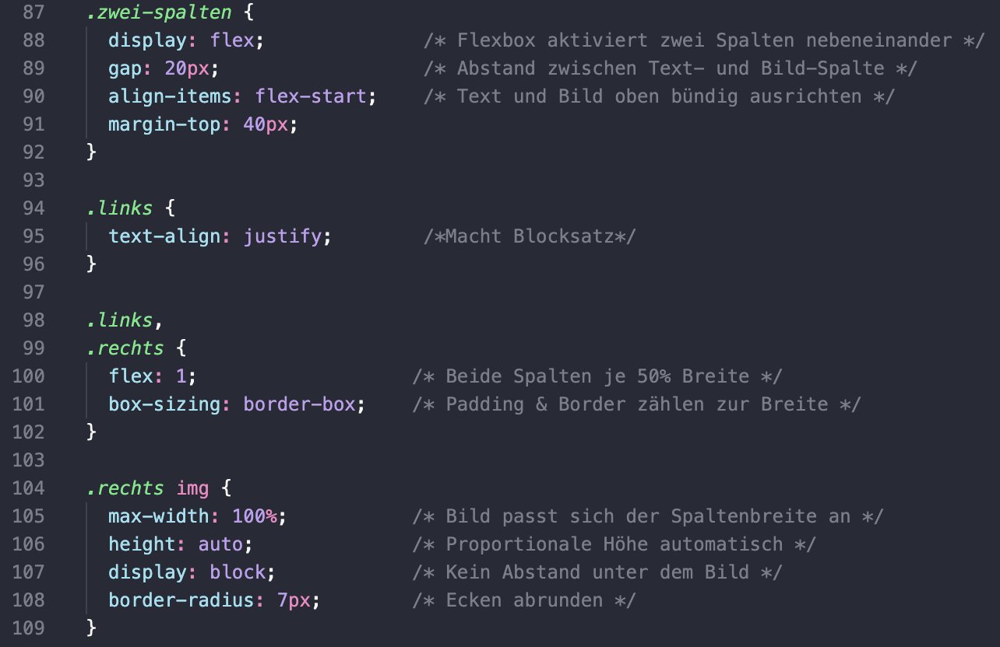 87 .zwei-spalten {
88 display: flex; /* Flexbox aktiviert zwei Spalten nebeneinander */
89 gap: 20px; /* Abstand zwischen Text- und Bild-Spalte */
90 align-items: flex-start; /* Text und Bild oben bündig ausrichten */
91 margin-top: 40px;
92 }
93
94 .links {
95 text-align: justify; /*Macht Blocksatz*/
96 }
97
98 .links,
99 .rechts {
100 flex: 1; /* Beide Spalten je 50% Breite */
101 box-sizing: border-box; /* Padding & Border zählen zur Breite */
102 }
103
104 .rechts img {
105 max-width: 100%; /* Bild passt sich der Spaltenbreite an */
106 height: auto; /* Proportionale Höhe automatisch */
107 display: block; /* Kein Abstand unter dem Bild */
108 border-radius: 7px; /* Ecken abrunden */
109 }